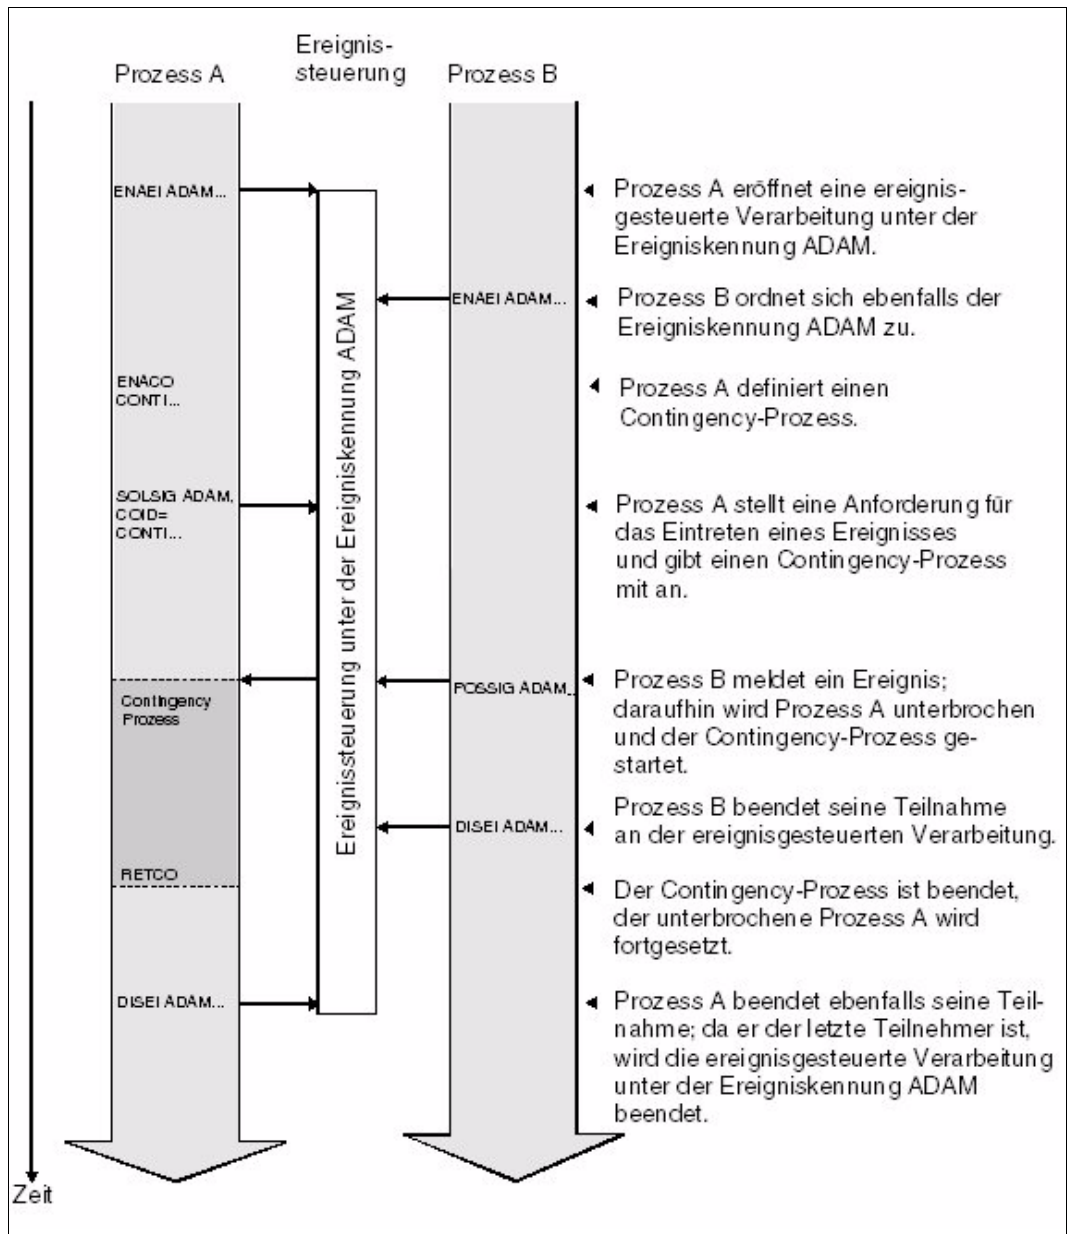 Ereignis-
steuerung
Prozess A
Prozess B
ENAEI ADAM...
Prozess A eröffnet eine ereignis-
gesteuerte Verarbeitung unter der
Ereigniskennung ADAM.
ENAEI ADAM...
Prozess B ordnet sich ebenfalls der
Ereigniskennung ADAM zu.
Ereignissteuerung unter der Ereigniskennung ADAM
ENACO
CONTI...
Prozess A definiert einen
Contingency-Prozess.
SOLSIG ADAM,
COID=
CONTI...
Prozess A stellt eine Anforderung für
das Eintreten eines Ereignisses
und gibt einen Contingency-Prozess
mit an.
Contingency
Prozess
POSSIG ADAM...
Prozess B meldet ein Ereignis;
daraufhin wird Prozess A unterbrochen
und der Contingency-Prozess ge-
startet.
DISEI ADAM...
Prozess B beendet seine Teilnahme
an der ereignisgesteuerten Verarbeitung.
RETCO
Der Contingency-Prozess ist beendet,
der unterbrochene Prozess A wird
fortgesetzt.
DISEI ADAM...
Prozess A beendet ebenfalls seine Teil-
nahme; da er der letzte Teilnehmer ist,
wird die ereignisgesteuerte Verarbeitung
unter der Ereigniskennung ADAM
beendet.
Zeit